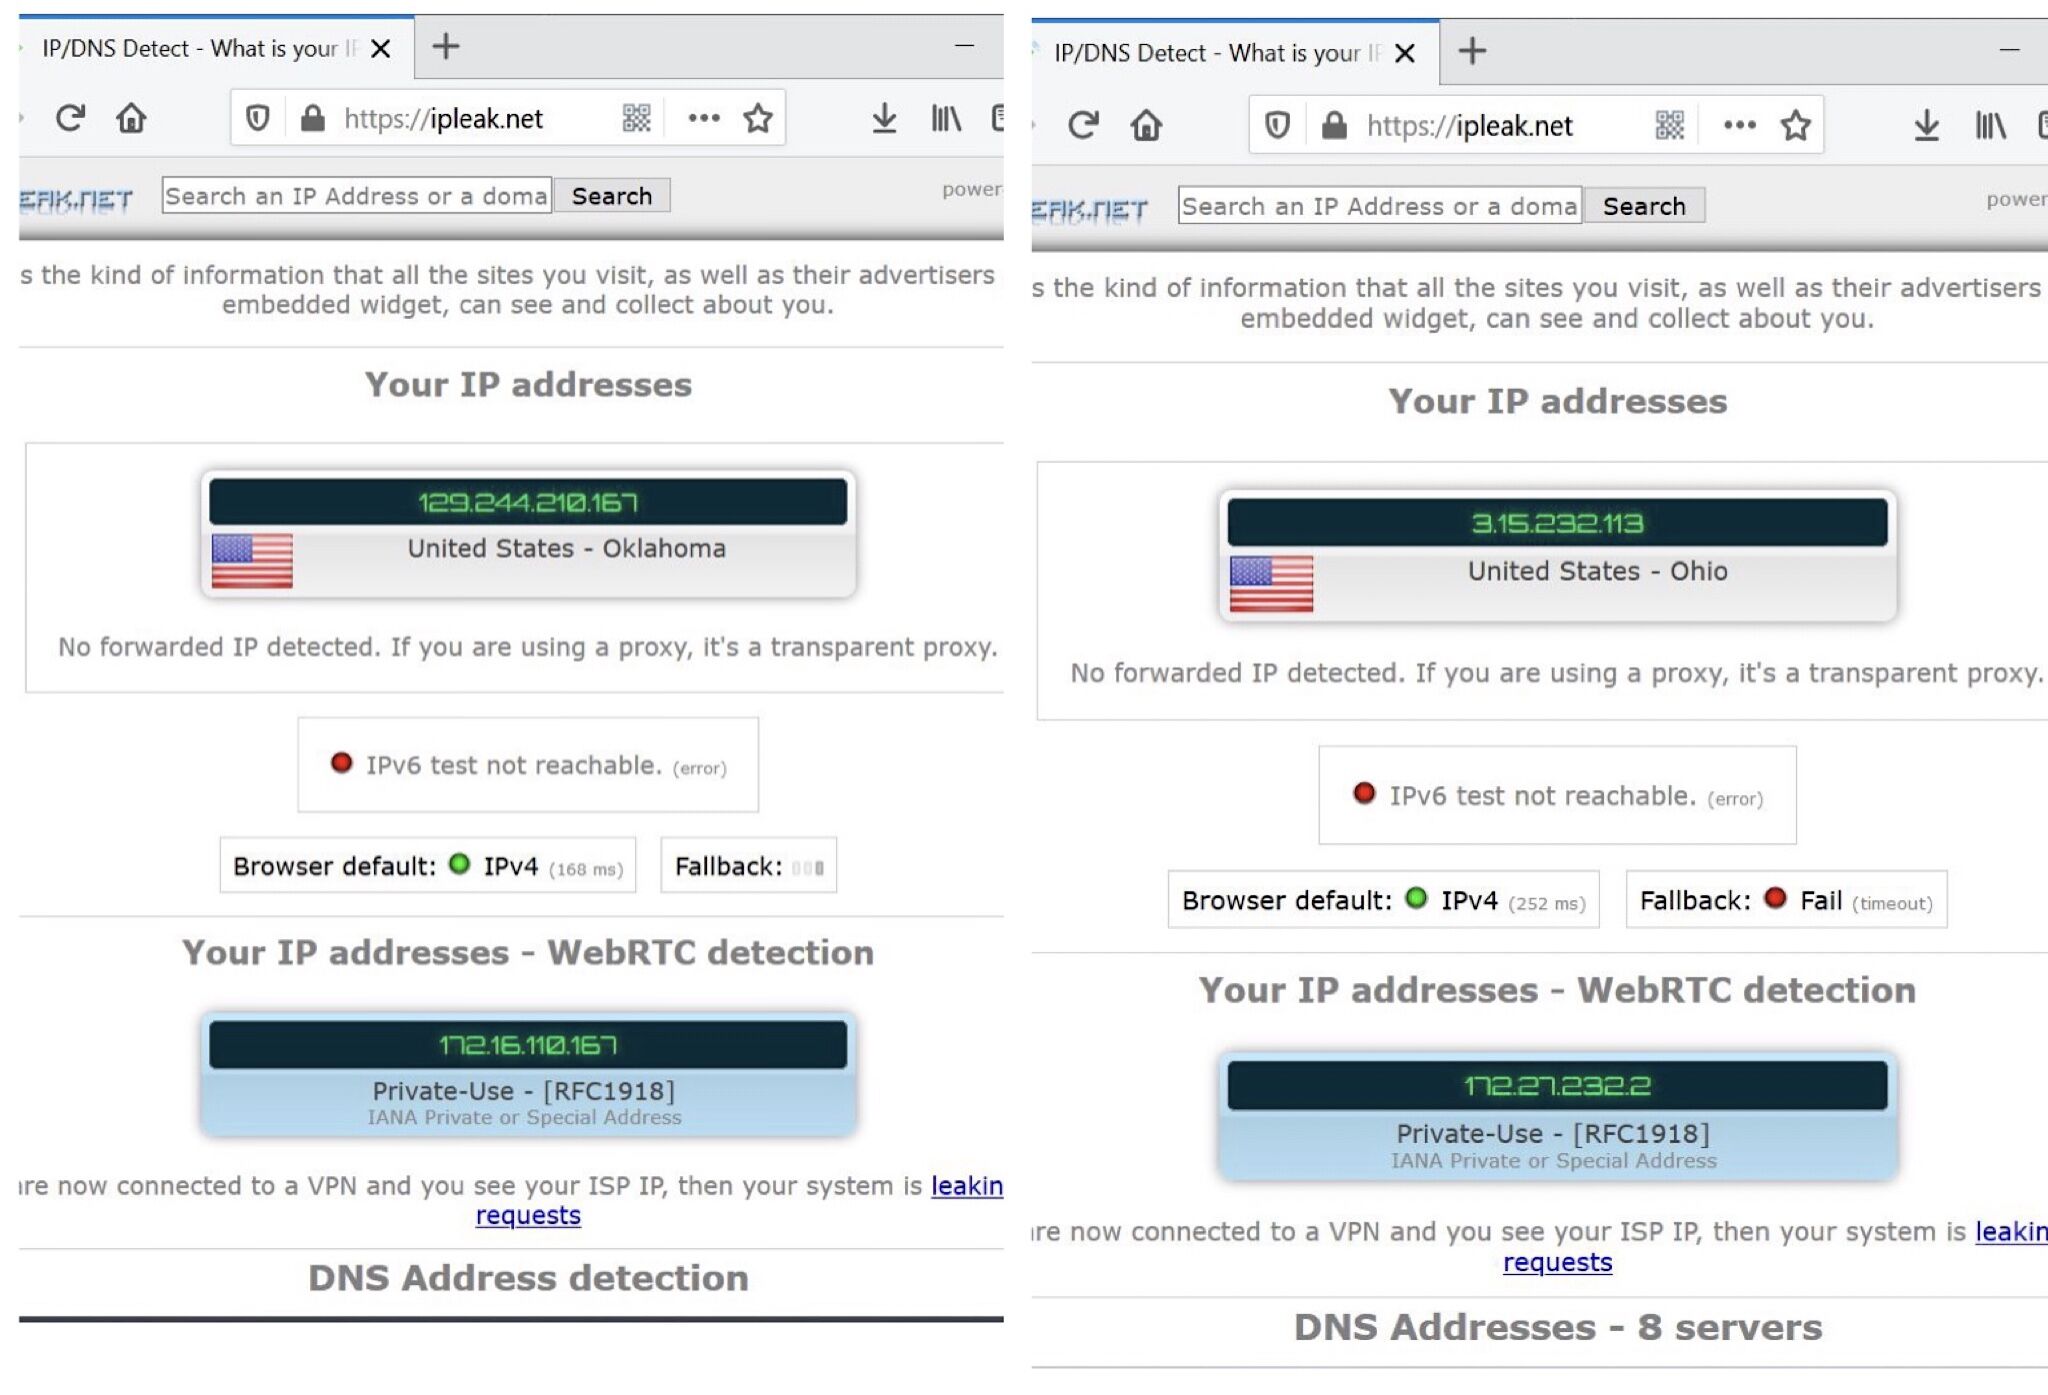 IP/DNS Detect - What is your IP
https://ipleak.net
EAK.NET
Search an IP Address or a doma
Search
power
s the kind of information that all the sites you visit, as well as their advertisers
embedded widget, can see and collect about you.
Your IP addresses
129.244.210.167
United States - Oklahoma
No forwarded IP detected. If you are using a proxy, it's a transparent proxy.
IPv6 test not reachable. (error)
Browser default: IPv4 (168 ms)
Fallback:
Your IP addresses - WebRTC detection
172.16.110.167
Private-Use - [RFC1918]
IANA Private or Special Address
are now connected to a VPN and you see your ISP IP, then your system is leakin
requests
DNS Address detection
IP/DNS Detect - What is your IP
https://ipleak.net
EAK.NET
Search an IP Address or a doma
Search
power
s the kind of information that all the sites you visit, as well as their advertisers
embedded widget, can see and collect about you.
Your IP addresses
3.15.232.113
United States - Ohio
No forwarded IP detected. If you are using a proxy, it's a transparent proxy.
IPv6 test not reachable. (error)
Browser default: IPv4 (252 ms)
Fallback: Fail (timeout)
Your IP addresses - WebRTC detection
172.27.232.2
Private-Use - [RFC1918]
IANA Private or Special Address
are now connected to a VPN and you see your ISP IP, then your system is leakin
requests
DNS Addresses - 8 servers